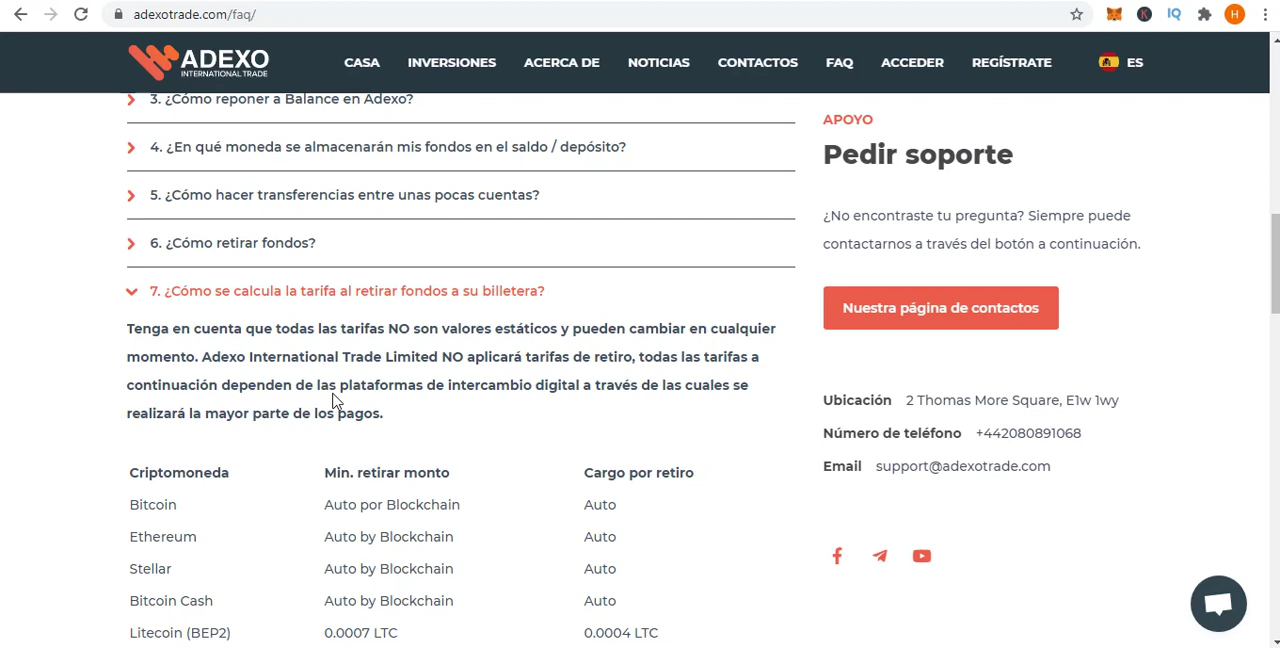 adexotrade.com/faq/
K
IQ
H
ADEXO
INTERNATIONAL TRADE
CASA
INVERSIONES
ACERCA DE
NOTICIAS
CONTACTOS
FAQ
ACCEDER
REGÍSTRATE
ES
3. ¿Cómo reponer a Balance en Adexo?
4. ¿En qué moneda se almacenarán mis fondos en el saldo / depósito?
5. ¿Cómo hacer transferencias entre unas pocas cuentas?
6. ¿Cómo retirar fondos?
7. ¿Cómo se calcula la tarifa al retirar fondos a su billetera?
Tenga en cuenta que todas las tarifas NO son valores estáticos y pueden cambiar en cualquier
momento. Adexo International Trade Limited NO aplicará tarifas de retiro, todas las tarifas a
continuación dependen de las plataformas de intercambio digital a través de las cuales se
realizará la mayor parte de los pagos.
Criptomoneda Min. retirar monto Cargo por retiro
Bitcoin Auto por Blockchain Auto
Ethereum Auto by Blockchain Auto
Stellar Auto by Blockchain Auto
Bitcoin Cash Auto by Blockchain Auto
Litecoin (BEP2) 0.0007 LTC 0.0004 LTC
APOYO
Pedir soporte
¿No encontraste tu pregunta? Siempre puede
contactarnos a través del botón a continuación.
Nuestra página de contactos
Ubicación 2 Thomas More Square, E1w 1wy
Número de teléfono +442080891068
Email support@adexotrade.com